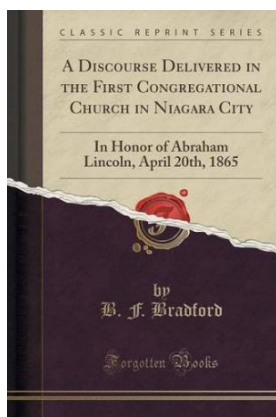 CLASSIC REPRINT SERIES
A DISCOURSE DELIVERED IN
THE FIRST CONGREGATIONAL
CHURCH IN NIAGARA CITY
In Honor of Abraham
Lincoln, April 20th, 1865
by
B. F. Bradford
Forgotten Books